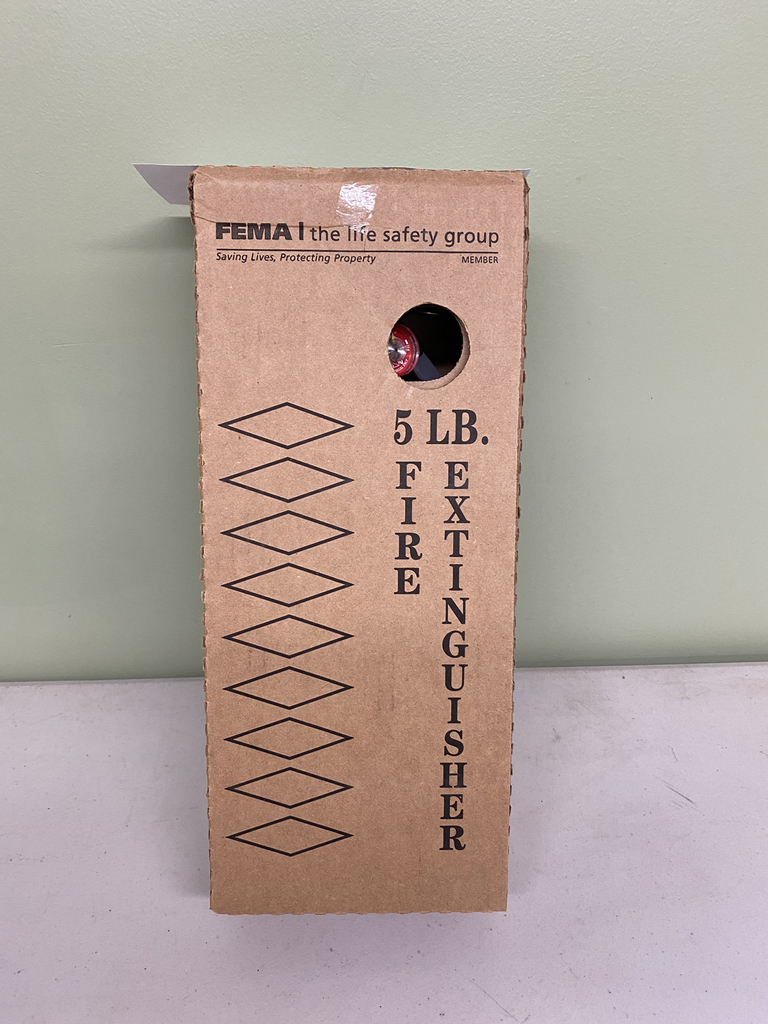 FEMA | the life safety group
Saving Lives, Protecting Property MEMBER
5 LB.
FIRE
EXTINGUISHER